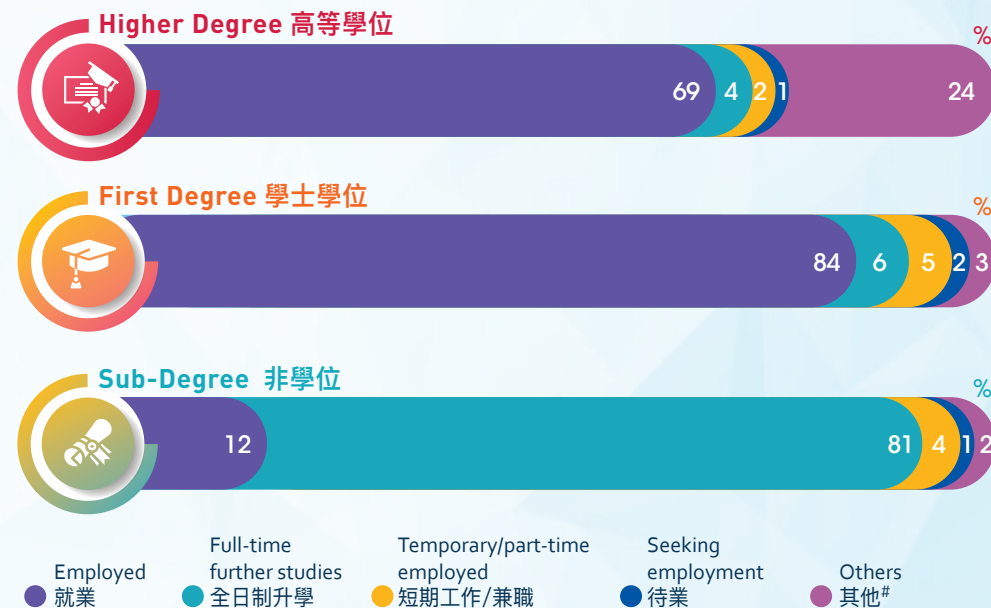 Higher Degree 高等學位
%
69 4 2 1 24
First Degree 學士學位
%
84 6 5 2 3
Sub-Degree 非學位
%
12 81 4 1 2
Employed
就業
Full-time
further studies
全日制升學
Temporary/part-time
employed
短期工作/兼職
Seeking
employment
待業
Others
其他#